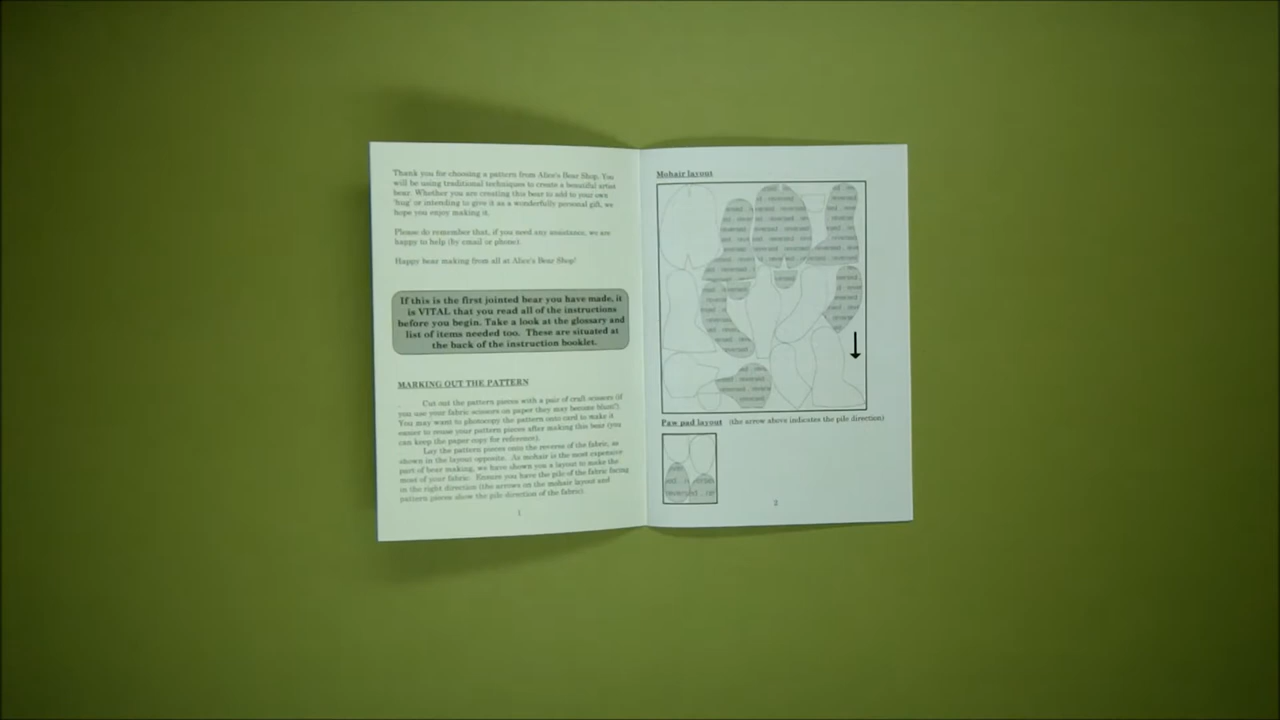 Thank you for choosing a pattern from Alice's Bear Shop. You
will be using traditional techniques to create a beautiful artist
bear. Whether you are creating this bear to add to your own
'hug' or intending to give it as a wonderfully personal gift, we
hope you enjoy making it.
Please do remember that, if you need any assistance, we are
happy to help (by email or phone).
Happy bear making from all at Alice's Bear Shop!
If this is the first jointed bear you have made, it
is VITAL that you read all of the instructions
before you begin. Take a look at the glossary and
list of items needed too. These are situated at
the back of the instruction booklet.
MARKING OUT THE PATTERN
Cut out the pattern pieces with a pair of craft scissors (if
you use your fabric scissors on paper they may become blunt!).
You may want to photocopy the pattern onto card to make it
easier to reuse your pattern pieces after making this bear (you
can keep the paper copy for reference).
Lay the pattern pieces onto the reverse of the fabric, as
shown in the layout opposite. As mohair is the most expensive
part of bear making, we have shown you a layout to make the
most of your fabric. Ensure you have the pile of the fabric facing
in the right direction (the arrows on the mohair layout and
pattern pieces show the pile direction of the fabric).
1
Mohair layout
Paw pad layout (the arrow above indicates the pile direction)
2